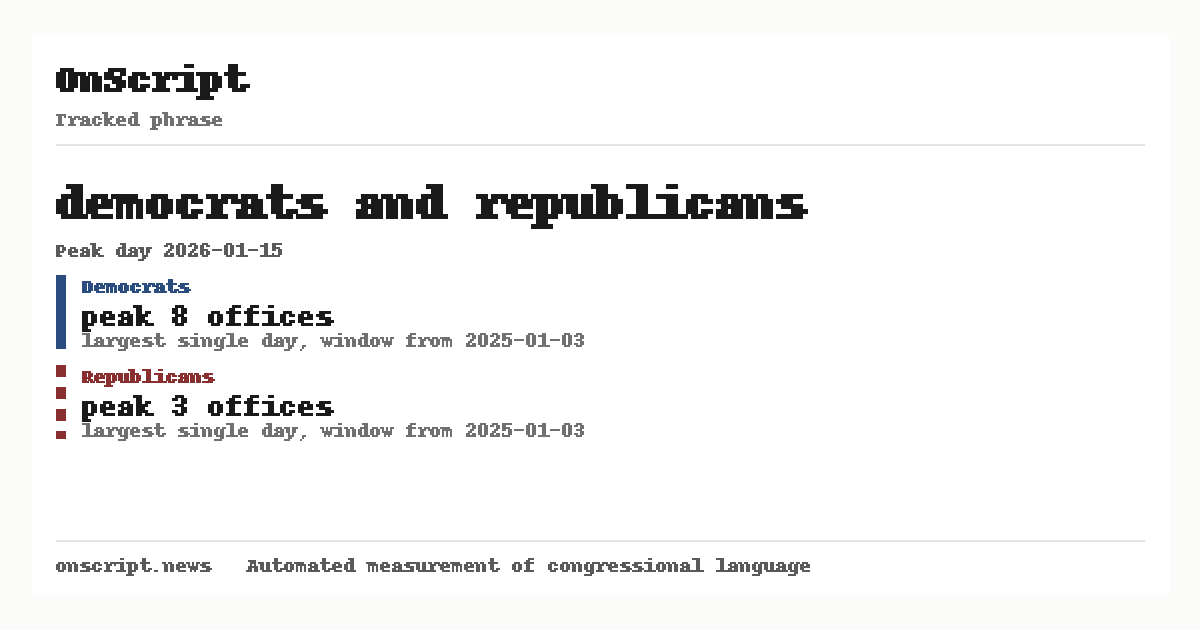 OnScript
Tracked phrase
democrats and republicans
Peak day 2026-01-15
Democrats
peak 8 offices
largest single day, window from 2025-01-03
Republicans
peak 3 offices
largest single day, window from 2025-01-03
onscript.news Automated measurement of congressional language